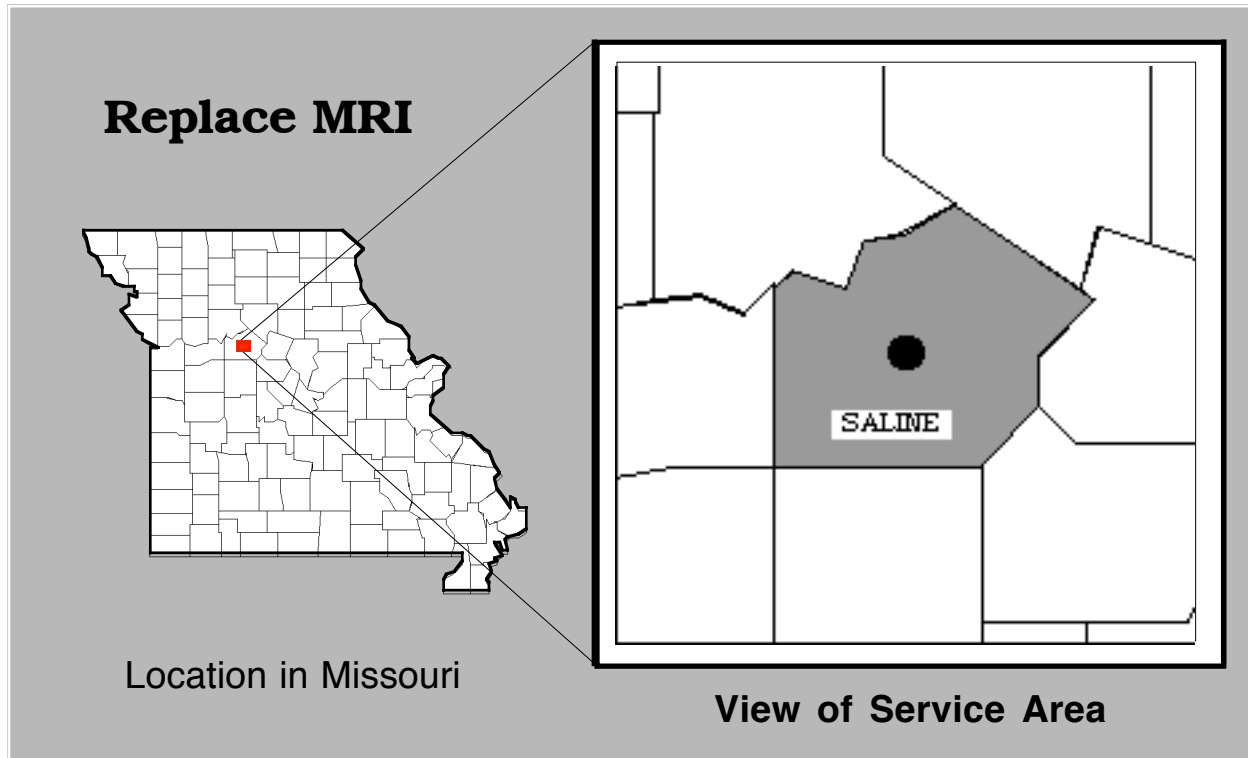 Replace MRI
SALINE
Location in Missouri
View of Service Area